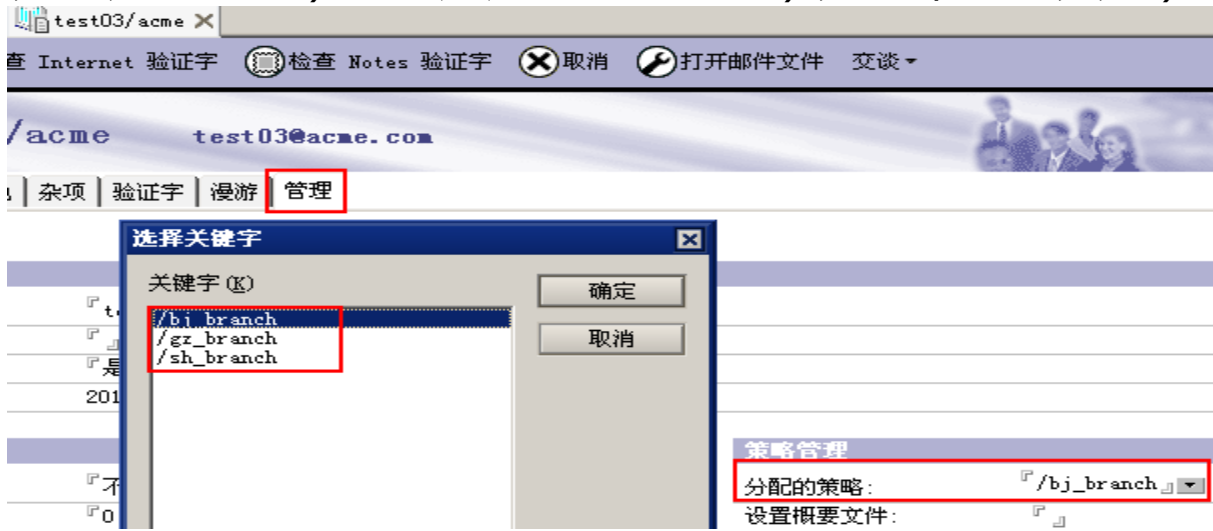 test03/acme
查 Internet 验证字 检查 Notes 验证字 取消 打开邮件文件 交谈
/acme test03@acme.com
杂项 验证字 漫游 管理
选择关键字
关键字(K)
确定
/bj_branch
/gz_branch
取消
/sh_branch
『是
201
策略管理
『不
分配的策略: 『/bj_branch』
『0
设置概要文件: 『 』